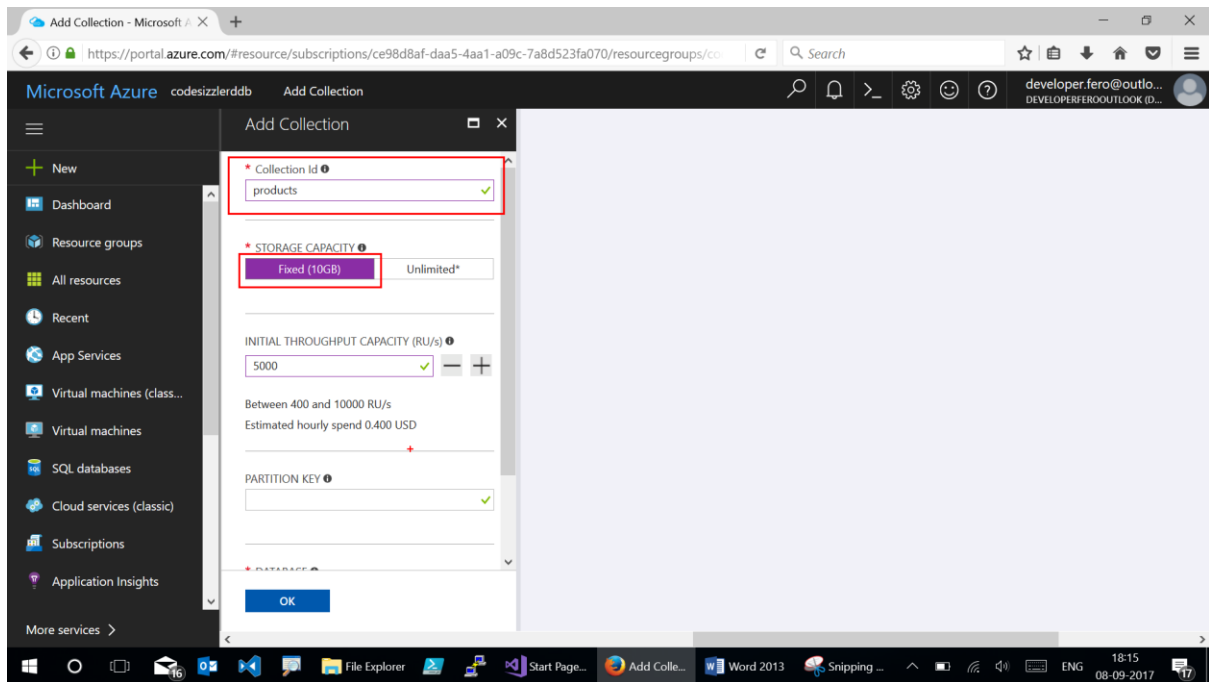 Add Collection - Microsoft A
https://portal.azure.com/#resource/subscriptions/ce98d8af-daa5-4aa1-a09c-7a8d523fa070/resourcegroups/co
Search
Microsoft Azure codesizzlerddb Add Collection
developer.fero@outlo...
DEVELOPERFEROOUTLOOK (D...
New
Dashboard
Resource groups
All resources
Recent
App Services
Virtual machines (class...
Virtual machines
SQL databases
Cloud services (classic)
Subscriptions
Application Insights
More services >
Add Collection
* Collection Id
products
* STORAGE CAPACITY
Fixed (10GB) Unlimited*
INITIAL THROUGHPUT CAPACITY (RU/s)
5000
Between 400 and 10000 RU/s
Estimated hourly spend 0.400 USD
PARTITION KEY
* DATABASE
OK
16
File Explorer
Start Page...
Add Colle...
Word 2013
Snipping ...
ENG
18:15
08-09-2017
17